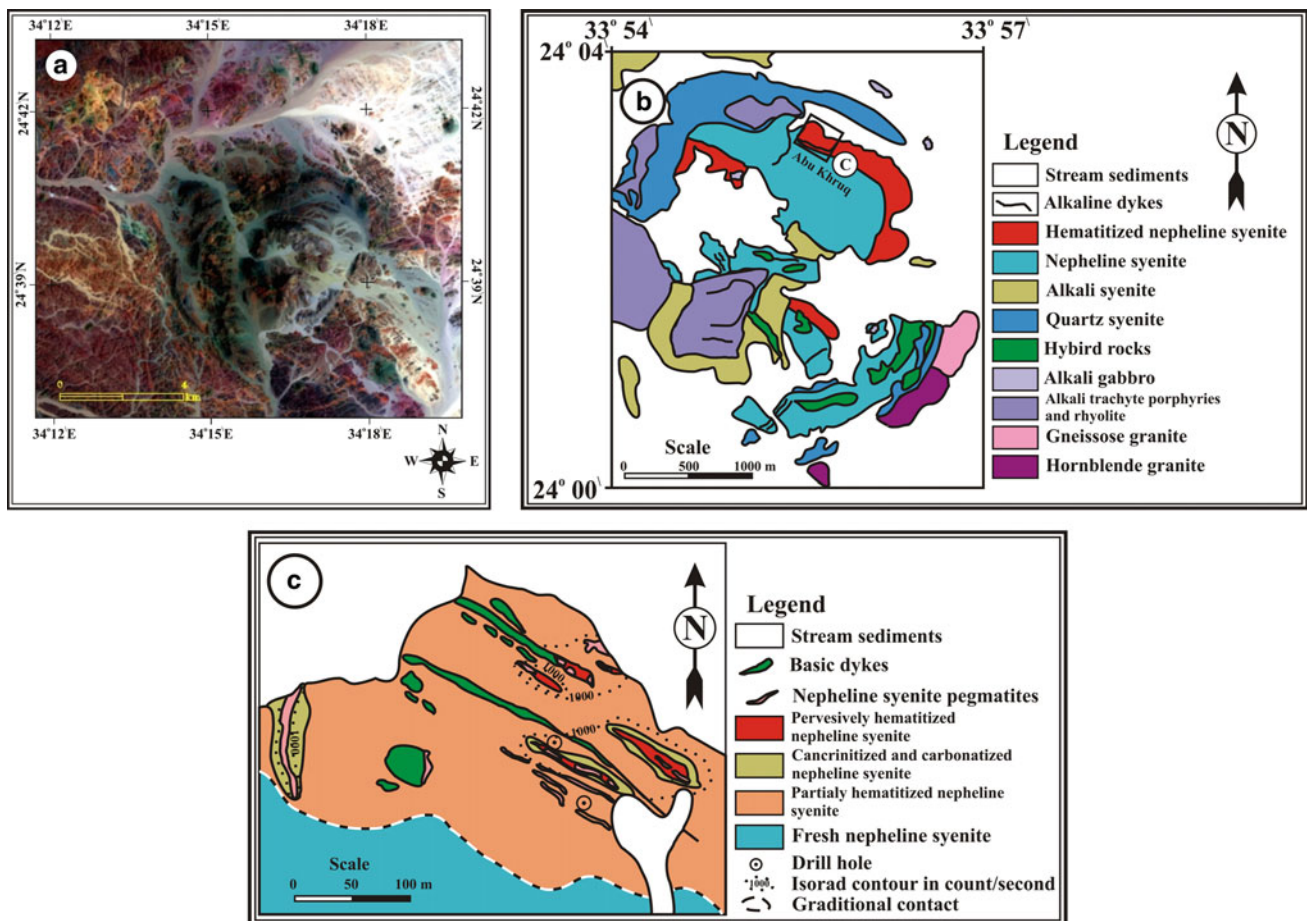 34°12'E 34°15'E 34°18'E
a
24°42'N
24°42'N
24°39'N
24°39'N
0 4
km
34°12'E 34°15'E 34°18'E
N
W E
S
33° 54\ 33° 57\
24° 04\
b
C
Abu Khruq
Scale
0 500 1000 m
24° 00\
N
Legend
Stream sediments
Alkaline dykes
Hematitized nepheline syenite
Nepheline syenite
Alkali syenite
Quartz syenite
Hybird rocks
Alkali gabbro
Alkali trachyte porphyries
and rhyolite
Gneissose granite
Hornblende granite
c
1000
1000
1000
1000
Scale
0 50 100 m
N
Legend
Stream sediments
Basic dykes
Nepheline syenite pegmatites
Pervesively hematitized
nepheline syenite
Cancrinitized and carbonatized
nepheline syenite
Partialy hematitized nepheline
syenite
Fresh nepheline syenite
Drill hole
1000 Isorad contour in count/second
Graditional contact